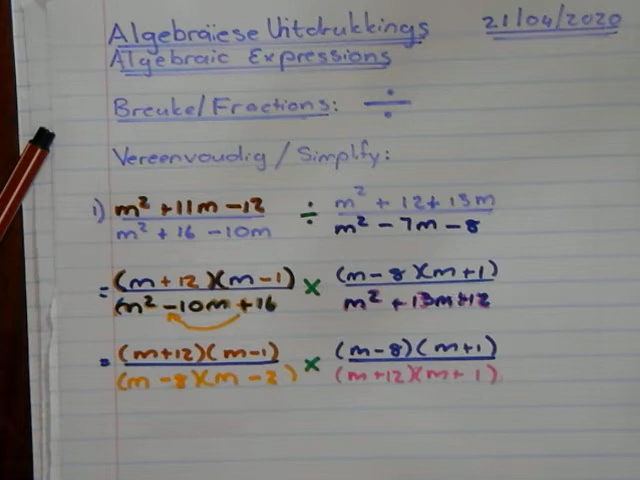 Algebraïese Uitdrukkings 21/04/2020
Algebraic Expressions
Breuke/Fractions: ÷
Vereenvoudig / Simplfy:
1) (m² + 11m - 12)/(m² + 16 - 10m) ÷ (m² + 12 + 13m)/(m² - 7m - 8)
= ((m + 12)(m - 1))/(m² - 10m + 16) × ((m - 8)(m + 1))/(m² + 13m + 12)
= ((m + 12)(m - 1))/((m - 8)(m - 2)) × ((m - 8)(m + 1))/((m + 12)(m + 1))